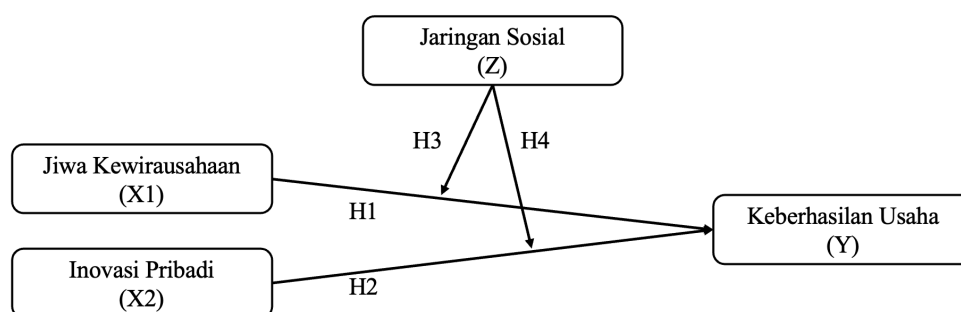 Jaringan Sosial
(Z)
H3
H4
Jiwa Kewirausahaan
(X1)
H1
Keberhasilan Usaha
(Y)
Inovasi Pribadi
(X2)
H2